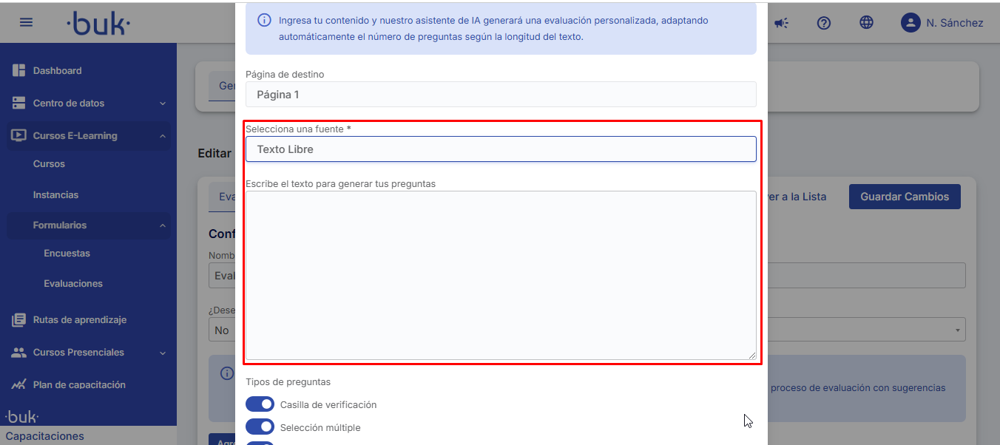 ·buk·
Dashboard
Centro de datos
Cursos E-Learning
Cursos
Instancias
Formularios
Encuestas
Evaluaciones
Rutas de aprendizaje
Cursos Presenciales
Plan de capacitación
·buk·
Capacitaciones
N. Sánchez
Editar
er a la Lista
Guardar Cambios
Conf
Nomb
Eval
¿Dese
No
proceso de evaluación con sugerencias
Ingresa tu contenido y nuestro asistente de IA generará una evaluación personalizada, adaptando
automáticamente el número de preguntas según la longitud del texto.
Página de destino
Página 1
Selecciona una fuente *
Texto Libre
Escribe el texto para generar tus preguntas
Tipos de preguntas
Casilla de verificación
Selección múltiple